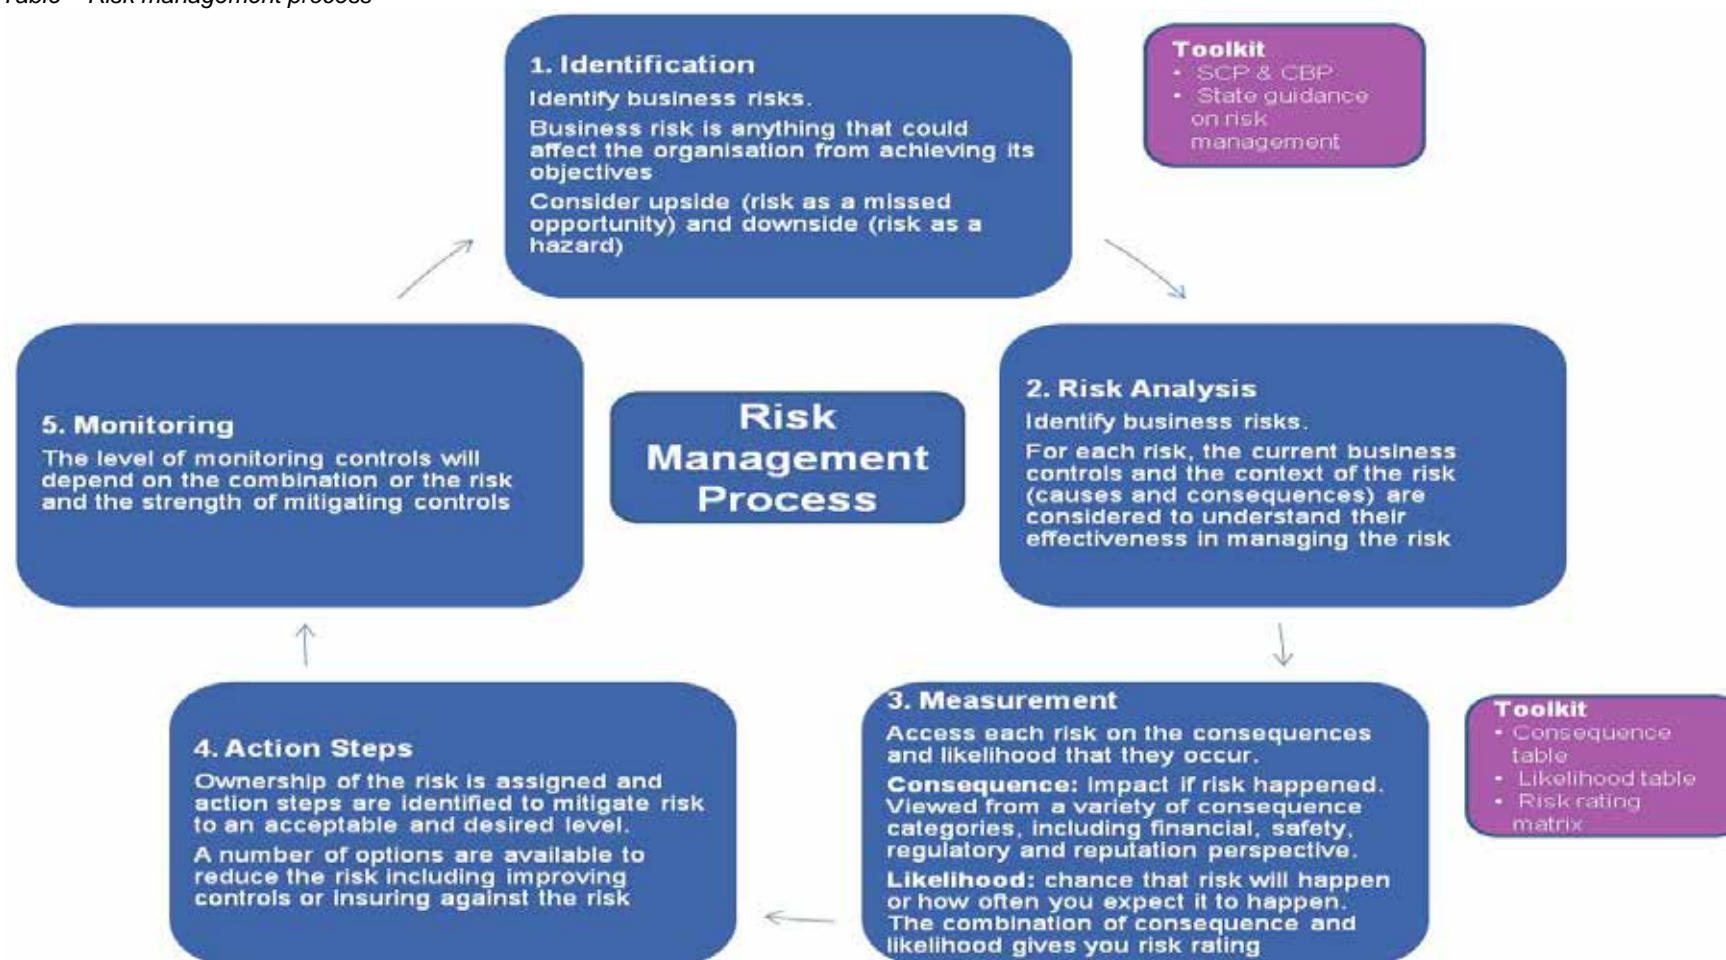 Table – Risk management process
1. Identification
Identify business risks.
Business risk is anything that could
affect the organisation from achieving its
objectives
Consider upside (risk as a missed
opportunity) and downside (risk as a
hazard)
Toolkit
• SCP & CBP
• State guidance
on risk
management
2. Risk Analysis
Identify business risks.
For each risk, the current business
controls and the context of the risk
(causes and consequences) are
considered to understand their
effectiveness in managing the risk
Risk
Management
Process
3. Measurement
Access each risk on the consequences
and likelihood that they occur.
Consequence: Impact if risk happened.
Viewed from a variety of consequence
categories, including financial, safety,
regulatory and reputation perspective.
Likelihood: chance that risk will happen
or how often you expect it to happen.
The combination of consequence and
likelihood gives you risk rating
Toolkit
• Consequence
table
• Likelihood table
• Risk rating
matrix
4. Action Steps
Ownership of the risk is assigned and
action steps are identified to mitigate risk
to an acceptable and desired level.
A number of options are available to
reduce the risk including improving
controls or insuring against the risk
5. Monitoring
The level of monitoring controls will
depend on the combination or the risk
and the strength of mitigating controls